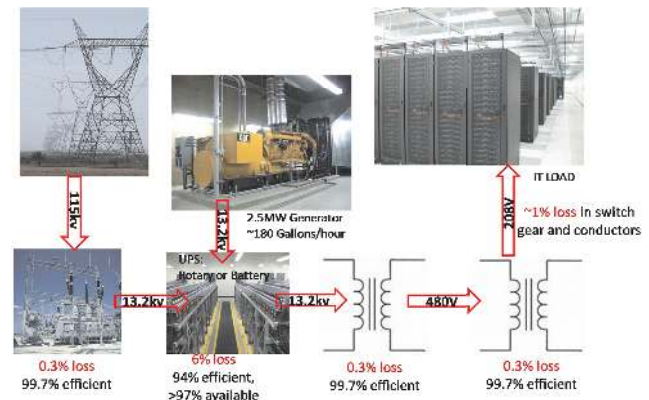 115kv
13.2kv
2.5MW Generator
~180 Gallons/hour
IT LOAD
208V
~1% loss in switch
gear and conductors
UPS:
Rotary or Battery
13.2kv
13.2kv
480V
0.3% loss
99.7% efficient
6% loss
94% efficient,
>97% available
0.3% loss
99.7% efficient
0.3% loss
99.7% efficient
CAT